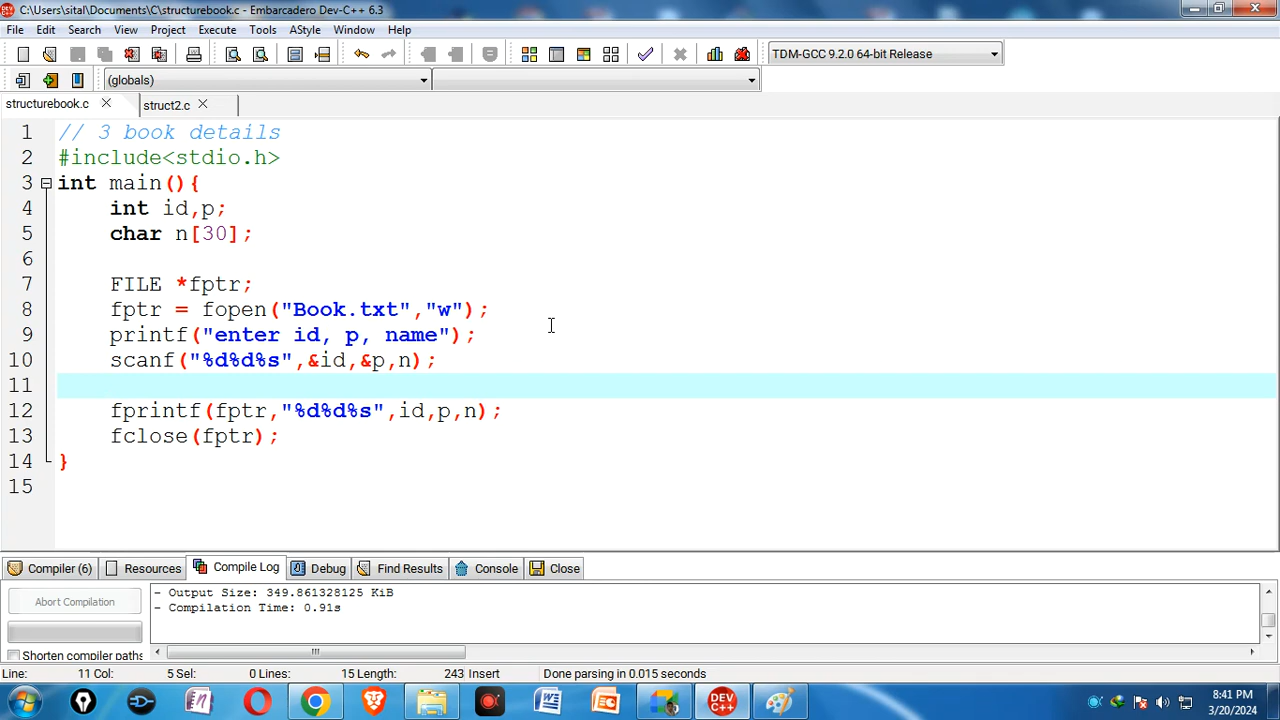 C:\Users\sital\Documents\C\structurebook.c - Embarcadero Dev-C++ 6.3
File Edit Search View Project Execute Tools AStyle Window Help
TDM-GCC 9.2.0 64-bit Release
(globals)
structurebook.c struct2.c
1 // 3 book details
2 #include<stdio.h>
3 int main(){
4 int id,p;
5 char n[30];
6
7 FILE *fptr;
8 fptr = fopen("Book.txt","w");
9 printf("enter id, p, name");
10 scanf("%d%d%s",&id,&p,n);
11
12 fprintf(fptr,"%d%d%s",id,p,n);
13 fclose(fptr);
14 }
15
Compiler (6) Resources Compile Log Debug Find Results Console Close
Abort Compilation
Shorten compiler paths
- Output Size: 349.861328125 KiB
- Compilation Time: 0.91s
Line: 11 Col: 5 Sel: 0 Lines: 15 Length: 243 Insert Done parsing in 0.015 seconds
8:41 PM
3/20/2024